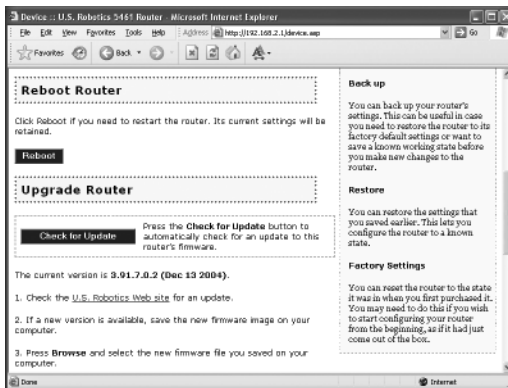 Device :: U.S. Robotics 5461 Router - Microsoft Internet Explorer
File Edit View Favorites Tools Help Address http://192.168.2.1/device.asp Go
Favorites Back
Reboot Router
Click Reboot if you need to restart the router. Its current settings will be
retained.
Reboot
Upgrade Router
Check for Update
Press the Check for Update button to
automatically check for an update to this
router's firmware.
The current version is 3.91.7.0.2 (Dec 13 2004).
1. Check the U.S. Robotics Web site for an update.
2. If a new version is available, save the new firmware image on your
computer.
3. Press Browse and select the new firmware file you saved on your
computer.
Back up
You can back up your router's
settings. This can be useful in case
you need to restore the router to its
factory default settings or want to
save a known working state before
you make new changes to the
router.
Restore
You can restore the settings that
you saved earlier. This lets you
configure the router to a known
state.
Factory Settings
You can reset the router to the state
it was in when you first purchased it.
You may need to do this if you wish
to start configuring your router
from the beginning, as if it had just
come out of the box.
Done
Internet